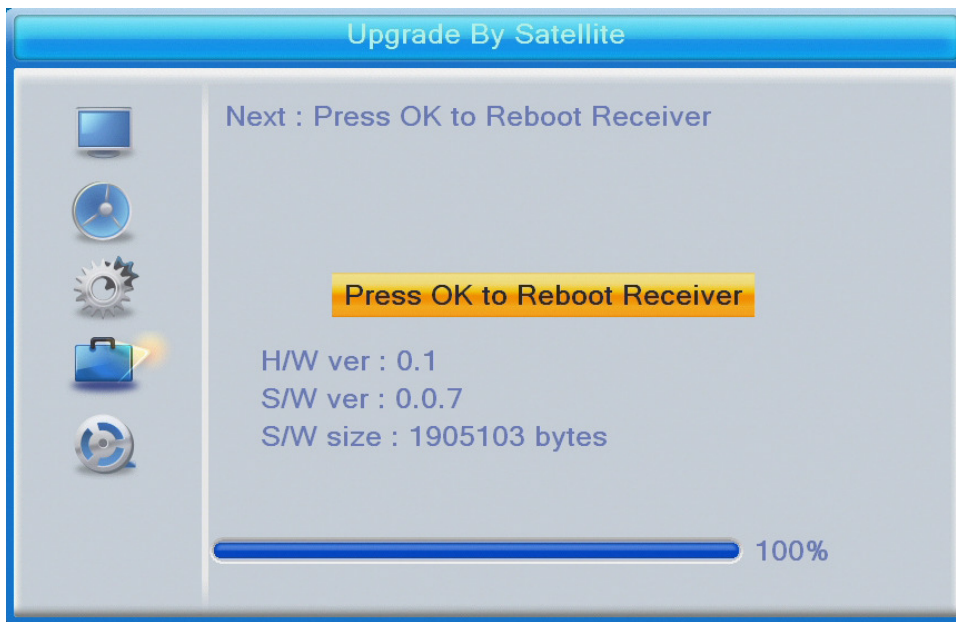 Upgrade By Satellite
Next : Press OK to Reboot Receiver
Press OK to Reboot Receiver
H/W ver : 0.1
S/W ver : 0.0.7
S/W size : 1905103 bytes
100%